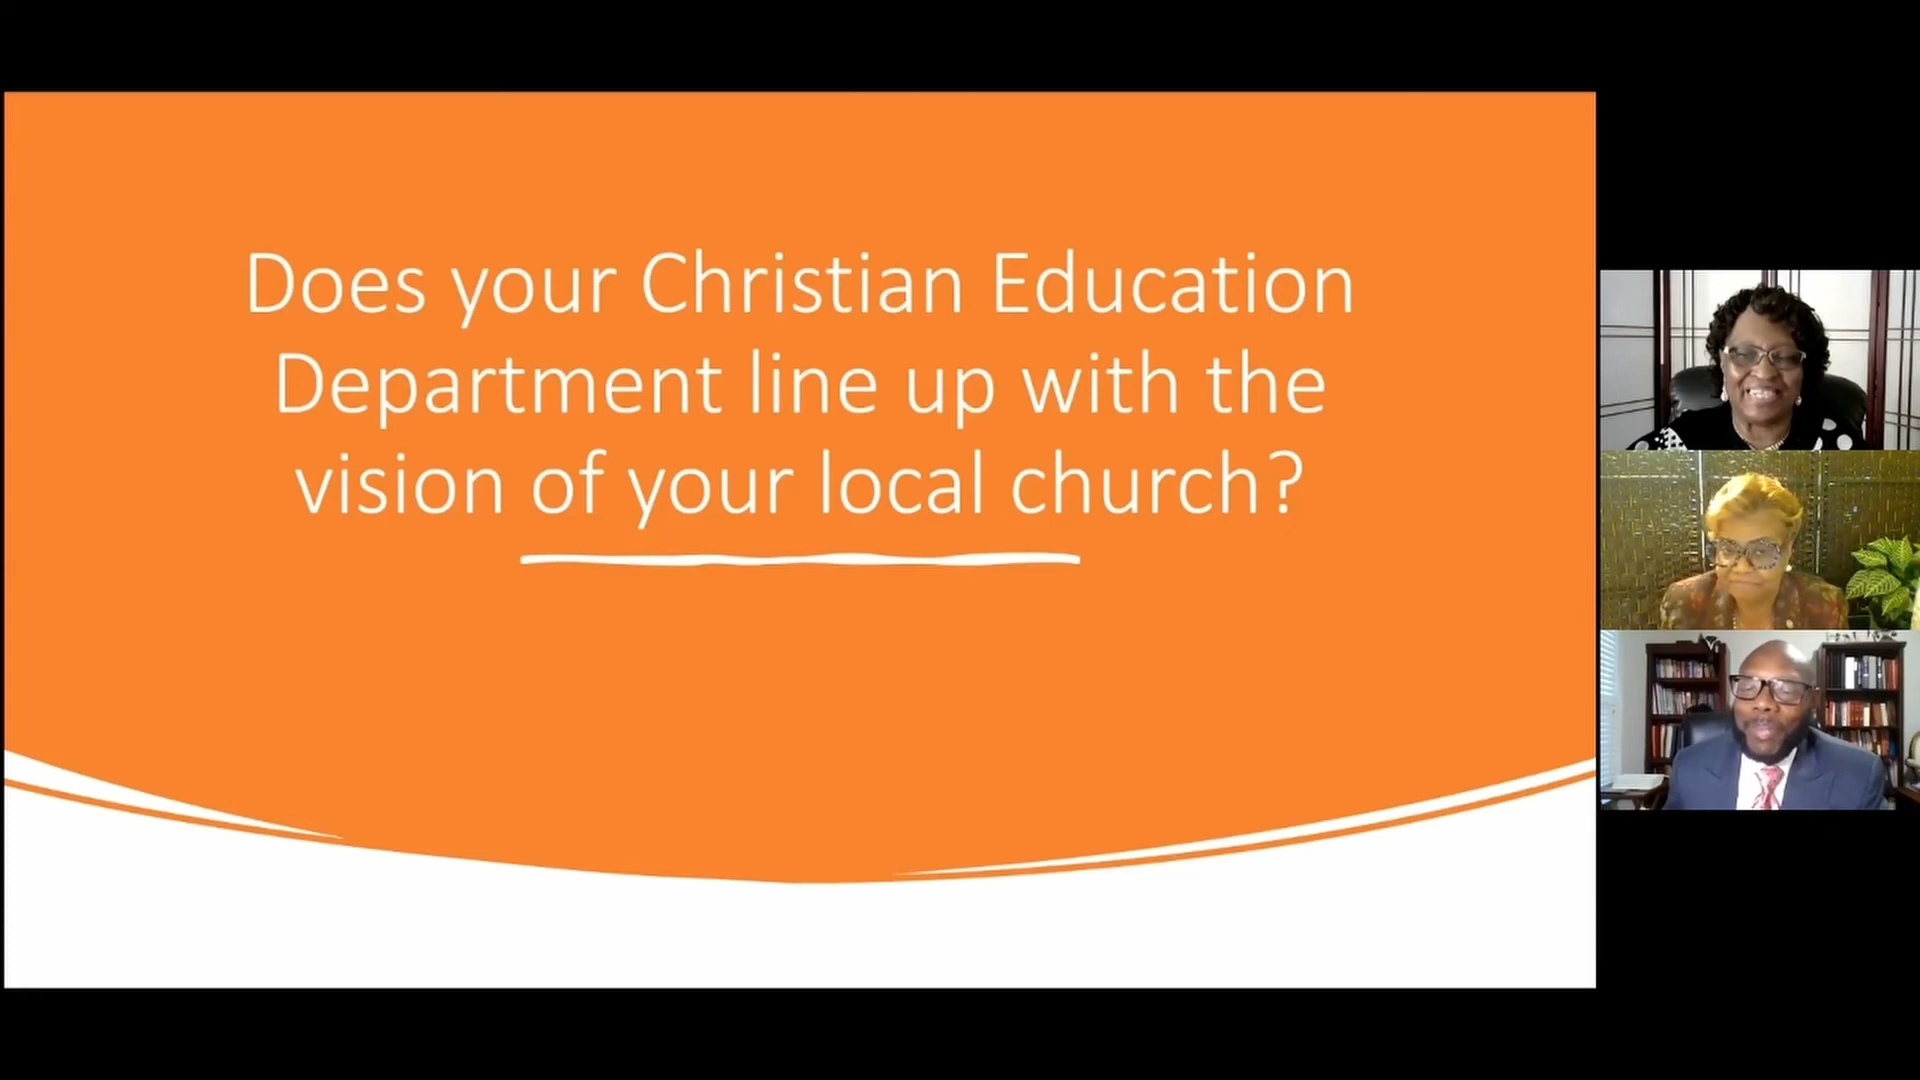 Does your Christian Education
Department line up with the
vision of your local church?